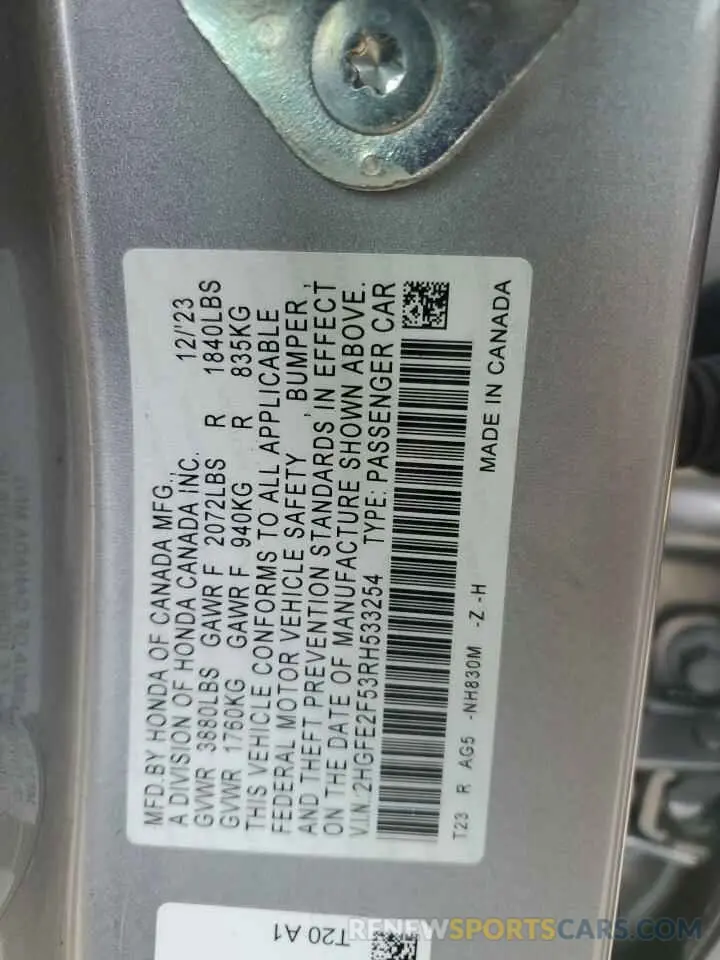 MFD.BY HONDA OF CANADA MFG.,
A DIVISION OF HONDA CANADA INC. 12/'23
GVWR 3880LBS GAWR F 2072LBS R 1840LBS
GVWR 1760KG GAWR F 940KG R 835KG
THIS VEHICLE CONFORMS TO ALL APPLICABLE
FEDERAL MOTOR VEHICLE SAFETY , BUMPER ,
AND THEFT PREVENTION STANDARDS IN EFFECT
ON THE DATE OF MANUFACTURE SHOWN ABOVE.
V.I.N.2HGFE2F53RH533254 TYPE: PASSENGER CAR
T23 R AG5 -NH830M -Z -H MADE IN CANADA
T20 A1
RENEWSPORTSCARS.COM